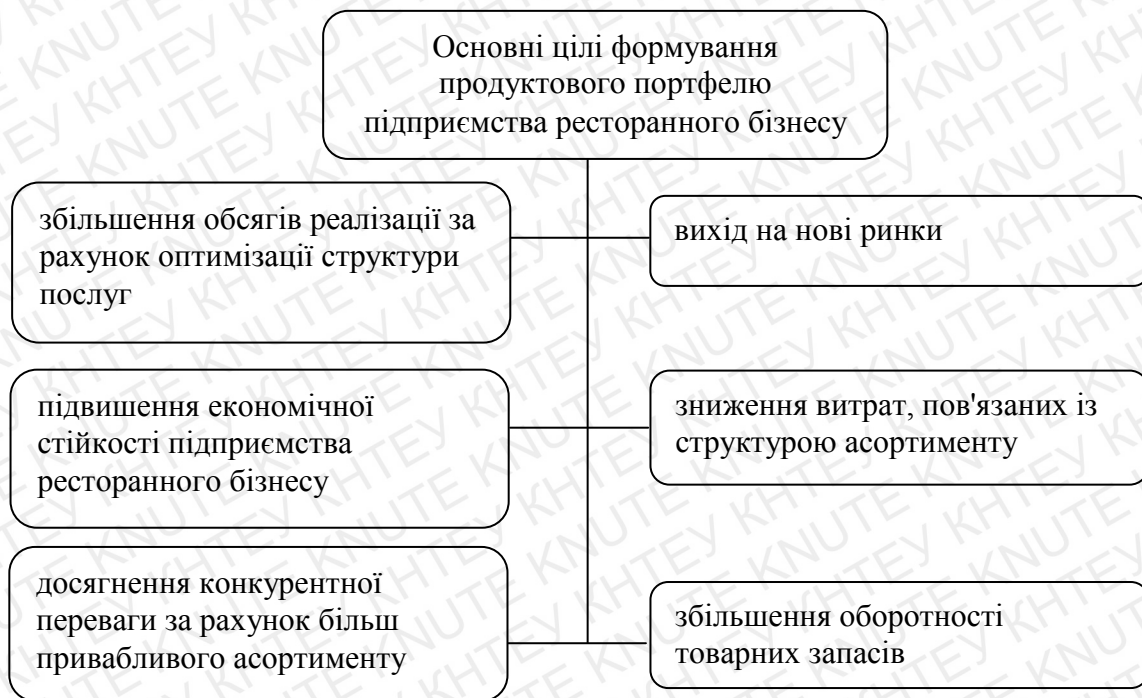 Основні цілі формування
продуктового портфелю
підприємства ресторанного бізнесу
збільшення обсягів реалізації за
рахунок оптимізації структури
послуг
вихід на нові ринки
підвищення економічної
стійкості підприємства
ресторанного бізнесу
зниження витрат, пов'язаних із
структурою асортименту
досягнення конкурентної
переваги за рахунок більш
привабливого асортименту
збільшення оборотності
товарних запасів